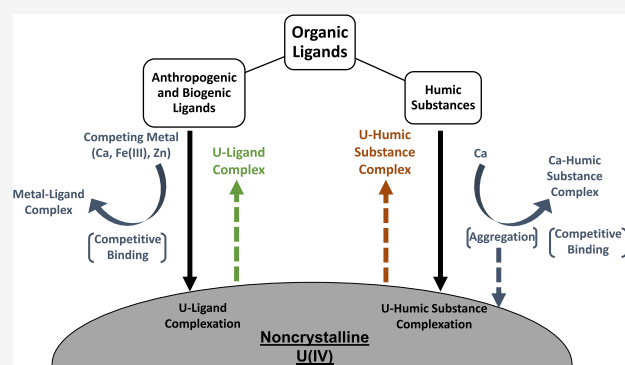 Organic
Ligands
Anthropogenic
and Biogenic
Ligands
Humic
Substances
Competing Metal
(Ca, Fe(III), Zn)
U-Ligand
Complex
U-Humic
Substance
Complex
Ca
Ca-Humic
Substance
Complex
Metal-Ligand
Complex
Competitive
Binding
Aggregation
Competitive
Binding
U-Ligand
Complexation
U-Humic Substance
Complexation
Noncrystalline
U(IV)